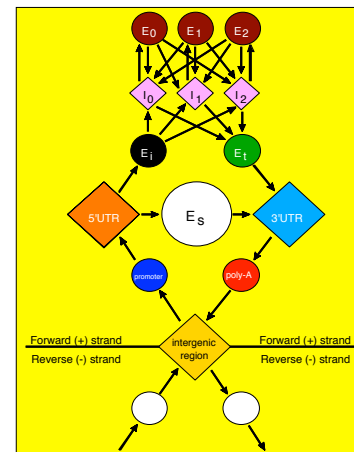 E0 E1 E2
I0 I1 I2
Ei Et
5'UTR Es 3'UTR
promoter poly-A
Forward (+) strand intergenic Forward (+) strand
Reverse (-) strand region Reverse (-) strand